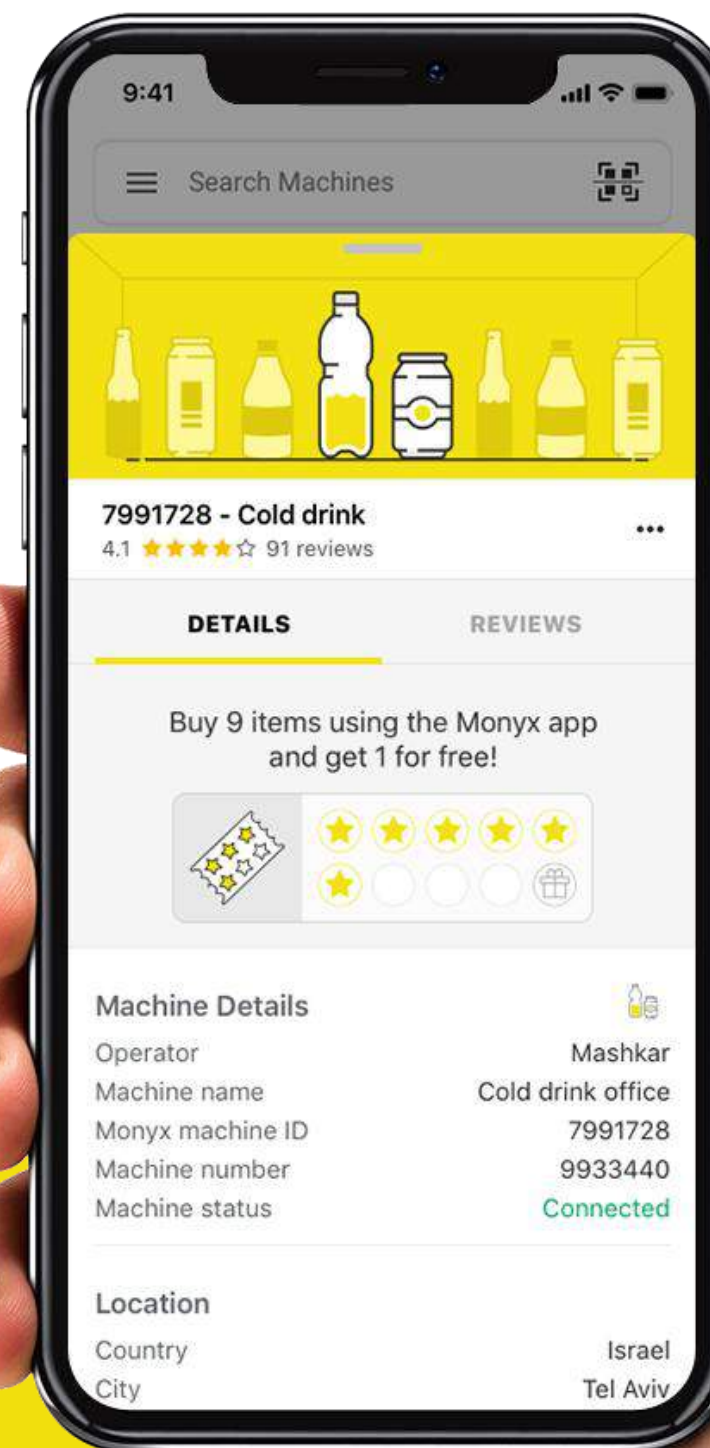 9:41
Search Machines
7991728 - Cold drink
4.1 91 reviews
DETAILS
REVIEWS
Buy 9 items using the Monyx app
and get 1 for free!
Machine Details
Operator Mashkar
Machine name Cold drink office
Monyx machine ID 7991728
Machine number 9933440
Machine status Connected
Location
Country Israel
City Tel Aviv